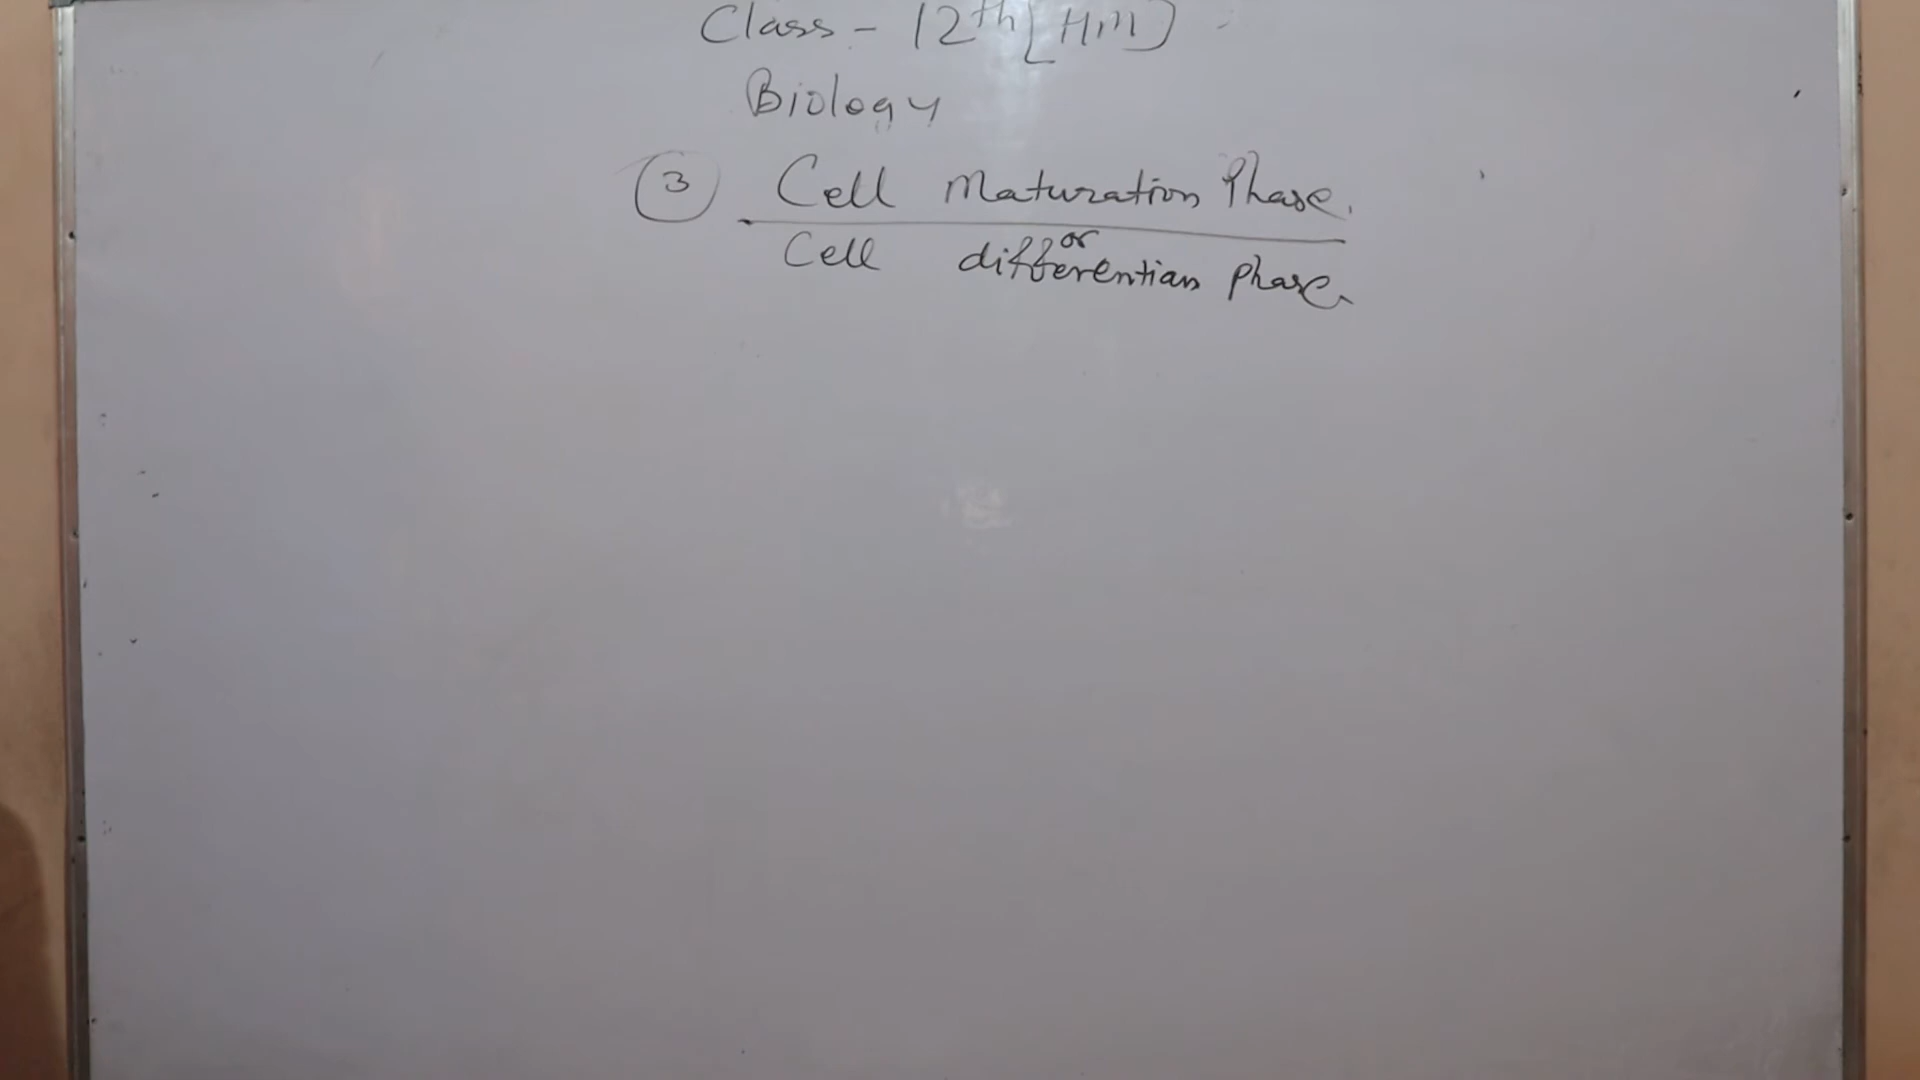 Class - 12th [HM]
Biology
3 Cell Maturation Phase.
or
Cell differentian phase.